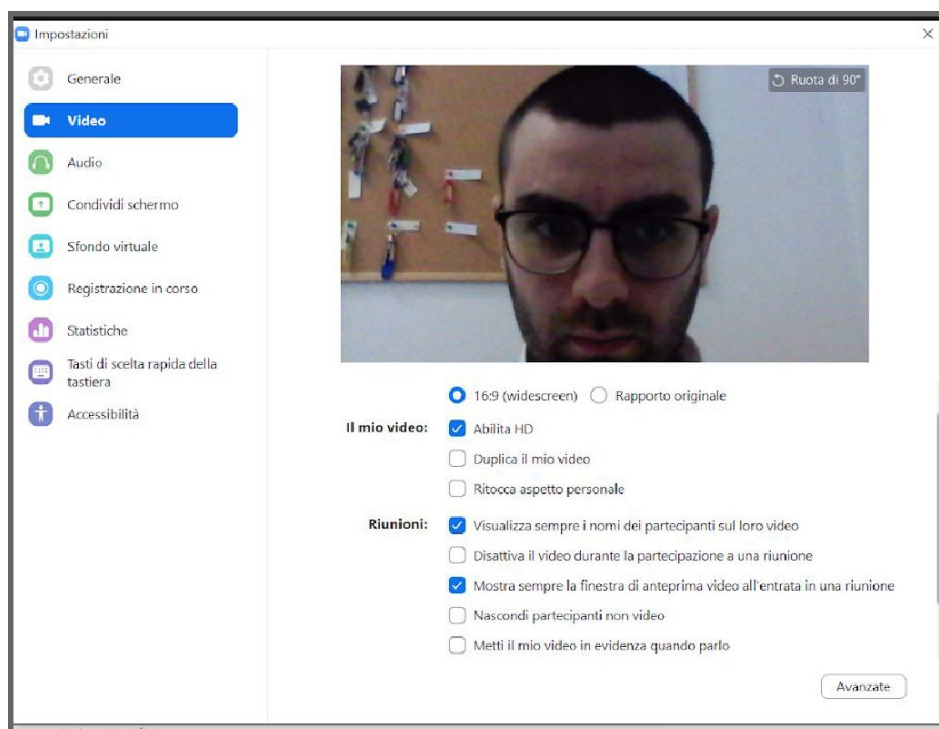 Impostazioni
Generale
Video
Audio
Condividi schermo
Sfondo virtuale
Registrazione in corso
Statistiche
Tasti di scelta rapida della
tastiera
Accessibilità
Ruota di 90°
16:9 (widescreen) Rapporto originale
Il mio video: Abilita HD
Duplica il mio video
Ritocca aspetto personale
Riunioni: Visualizza sempre i nomi dei partecipanti sul loro video
Disattiva il video durante la partecipazione a una riunione
Mostra sempre la finestra di anteprima video all'entrata in una riunione
Nascondi partecipanti non video
Metti il mio video in evidenza quando parlo
Avanzate